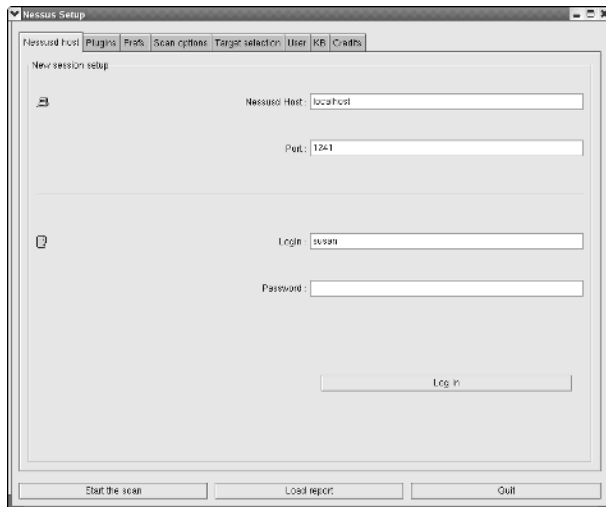 Nessus Setup
Nessusd host Plugins Prefs Scan options Target selection User KB Credits
New session setup
Nessusd Host : localhost
Port : 1241
Login : susan
Password :
Log in
Start the scan Load report Quit